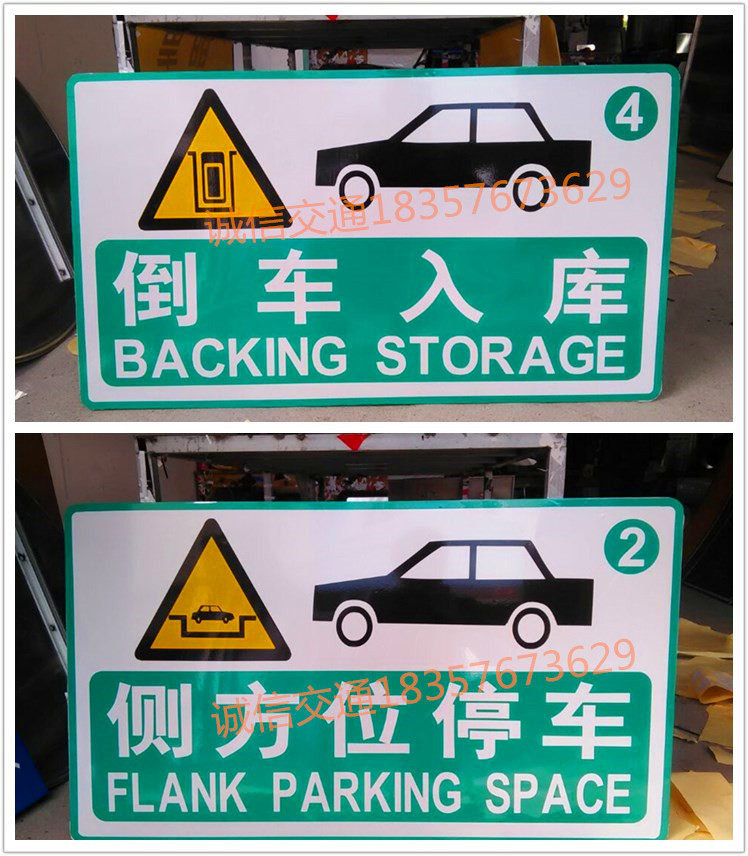 4
诚信交通18357673629
倒车入库
BACKING STORAGE
2
诚信交通18357673629
侧方位停车
FLANK PARKING SPACE